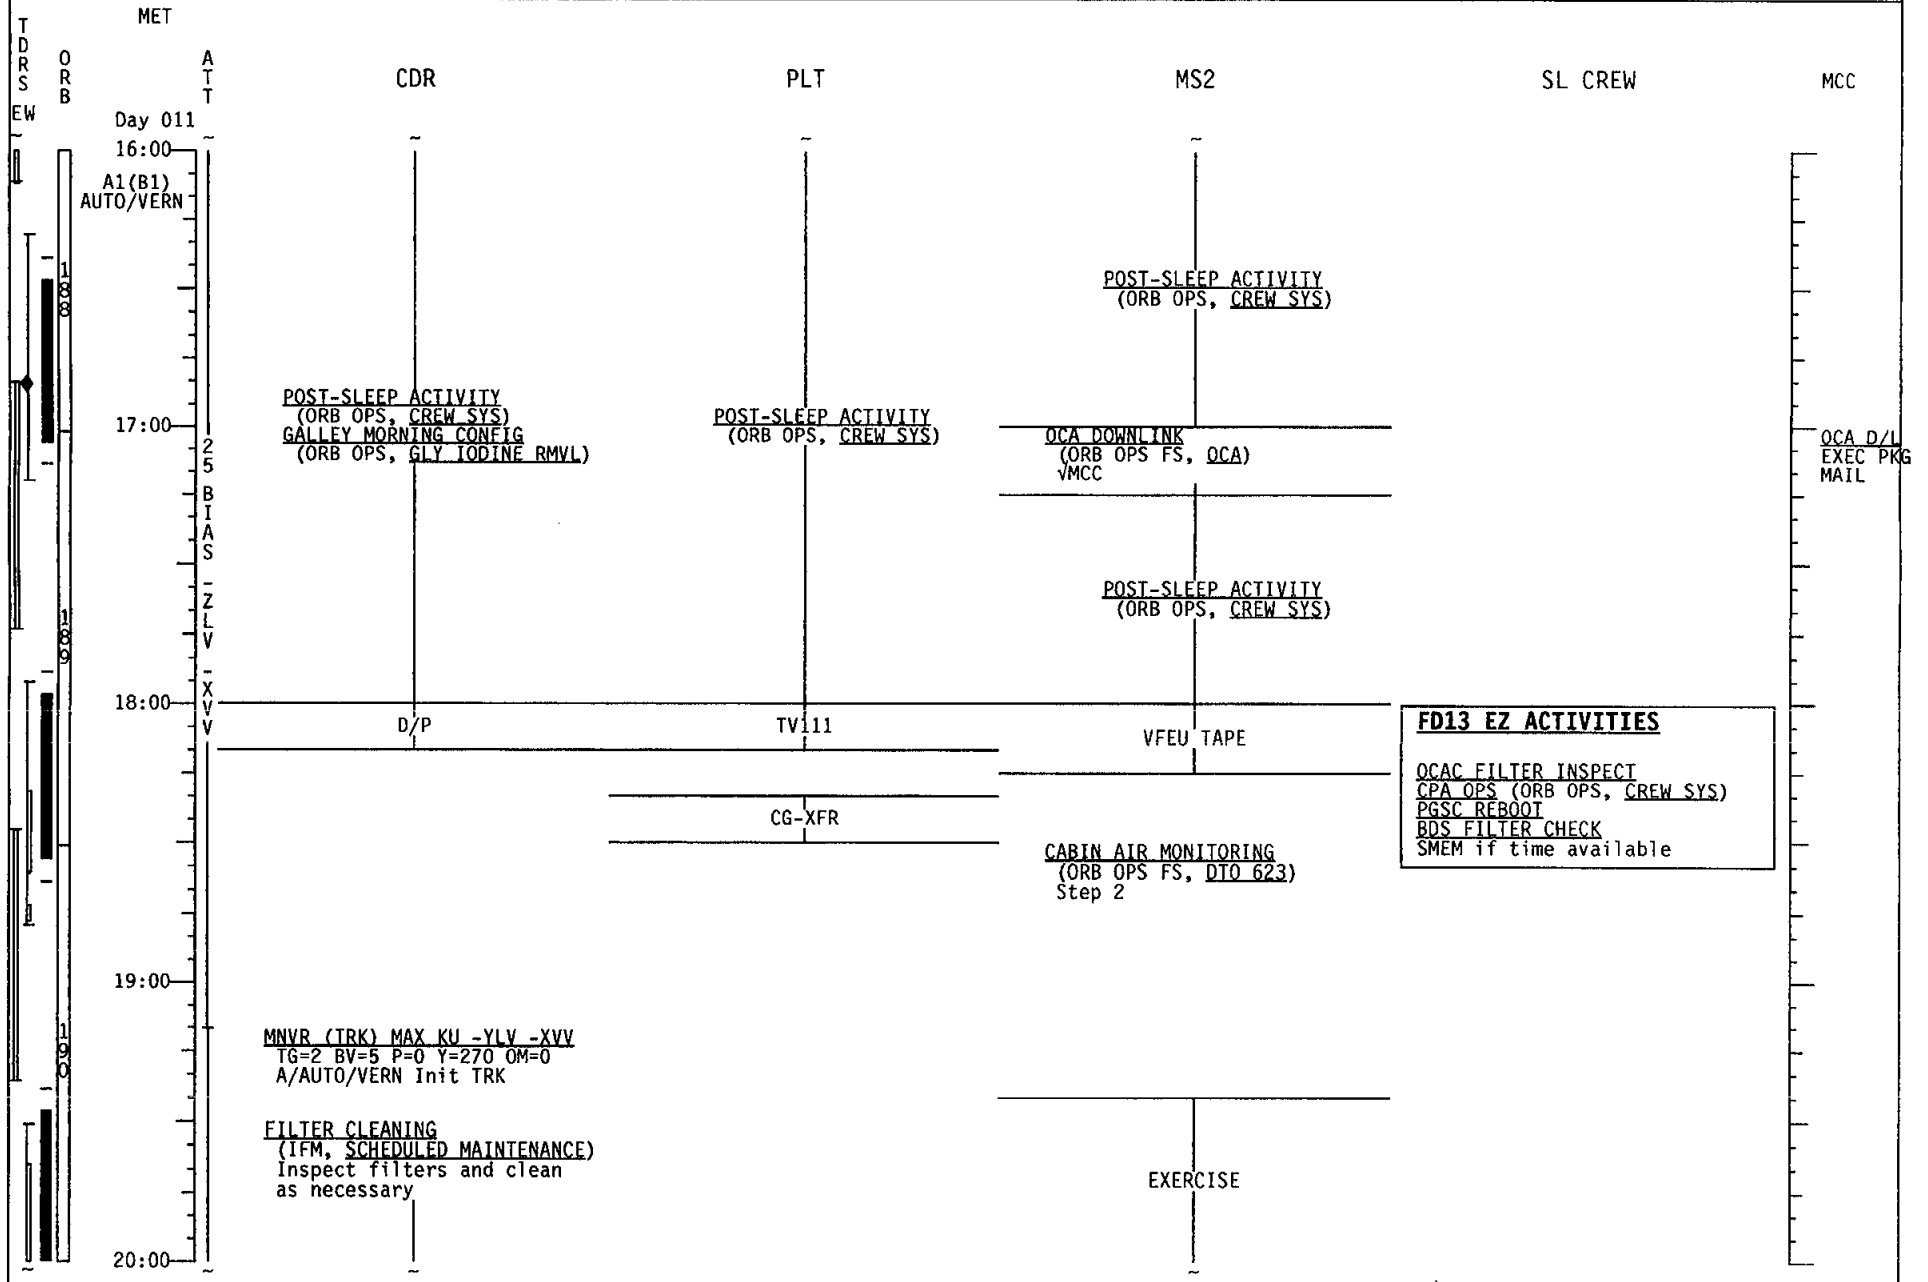 MET
TDRS
ORB
ATT
EW
CDR
PLT
MS2
SL CREW
MCC
Day 011
16:00
A1(B1)
AUTO/VERN
188
POST-SLEEP ACTIVITY
(ORB OPS, CREW SYS)
POST-SLEEP ACTIVITY
(ORB OPS, CREW SYS)
GALLEY MORNING CONFIG
(ORB OPS, GLY IODINE RMVL)
POST-SLEEP ACTIVITY
(ORB OPS, CREW SYS)
17:00
OCA DOWNLINK
(ORB OPS FS, OCA)
√MCC
OCA D/L
EXEC PKG
MAIL
25 BIAS -ZLV -XVV
189
POST-SLEEP ACTIVITY
(ORB OPS, CREW SYS)
18:00
D/P
TV111
VFEU TAPE
FD13 EZ ACTIVITIES
OCAC FILTER INSPECT
CPA OPS (ORB OPS, CREW SYS)
PGSC REBOOT
BDS FILTER CHECK
SMEM if time available
CG-XFR
CABIN AIR MONITORING
(ORB OPS FS, DTO 623)
Step 2
19:00
190
MNVR (TRK) MAX KU -YLV -XVV
TG=2 BV=5 P=0 Y=270 OM=0
A/AUTO/VERN Init TRK
FILTER CLEANING
(IFM, SCHEDULED MAINTENANCE)
Inspect filters and clean
as necessary
EXERCISE
20:00